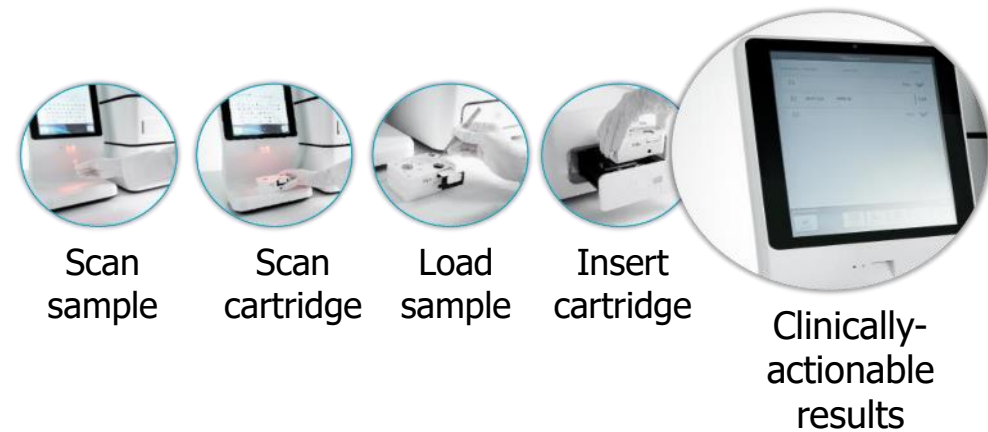 Scan
sample
Scan
cartridge
Load
sample
Insert
cartridge
Clinically-
actionable
results